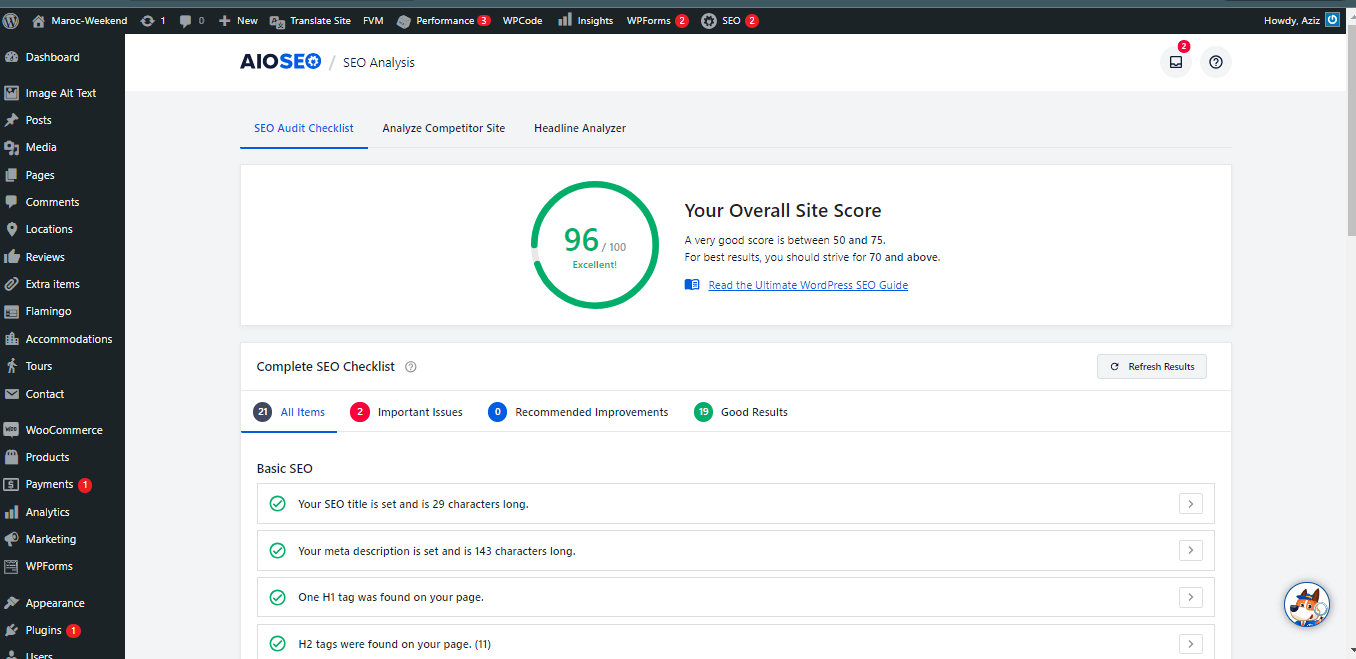 Maroc-Weekend 1 0 New Translate Site FVM Performance 3 WPCode Insights WPForms 2 SEO 2 Howdy, Aziz
Dashboard
Image Alt Text
Posts
Media
Pages
Comments
Locations
Reviews
Extra items
Flamingo
Accommodations
Tours
Contact
WooCommerce
Products
Payments 1
Analytics
Marketing
WPForms
Appearance
Plugins 1
Users
AIOSEO / SEO Analysis
2
SEO Audit Checklist Analyze Competitor Site Headline Analyzer
96 / 100
Excellent!
Your Overall Site Score
A very good score is between 50 and 75.
For best results, you should strive for 70 and above.
Read the Ultimate WordPress SEO Guide
Complete SEO Checklist
Refresh Results
21 All Items 2 Important Issues 0 Recommended Improvements 19 Good Results
Basic SEO
Your SEO title is set and is 29 characters long.
Your meta description is set and is 143 characters long.
One H1 tag was found on your page.
H2 tags were found on your page. (11)